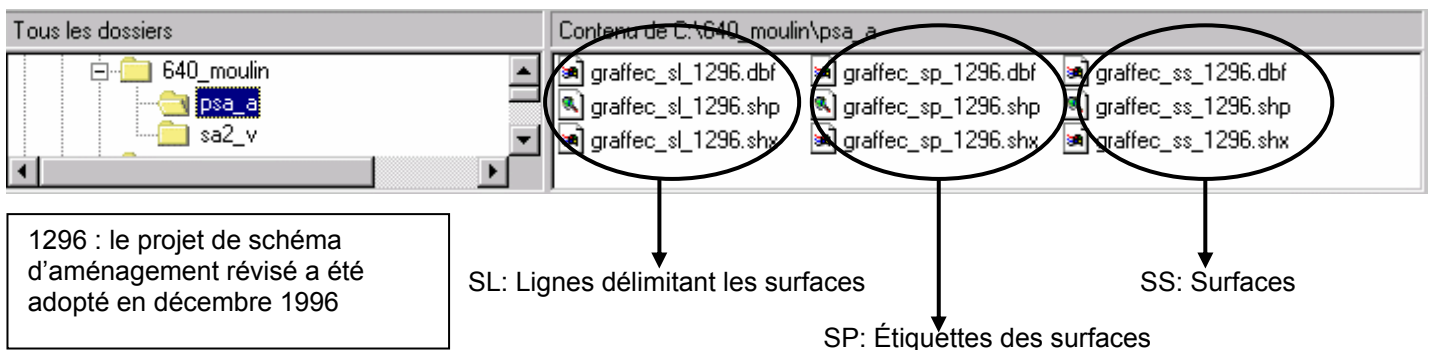 Tous les dossiers
Contenu de C:\640_moulin\psa_a
640_moulin
psa_a
sa2_v
graffec_sl_1296.dbf graffec_sp_1296.dbf graffec_ss_1296.dbf
graffec_sl_1296.shp graffec_sp_1296.shp graffec_ss_1296.shp
graffec_sl_1296.shx graffec_sp_1296.shx graffec_ss_1296.shx
1296 : le projet de schéma
d’aménagement révisé a été
adopté en décembre 1996
SL: Lignes délimitant les surfaces
SS: Surfaces
SP: Étiquettes des surfaces